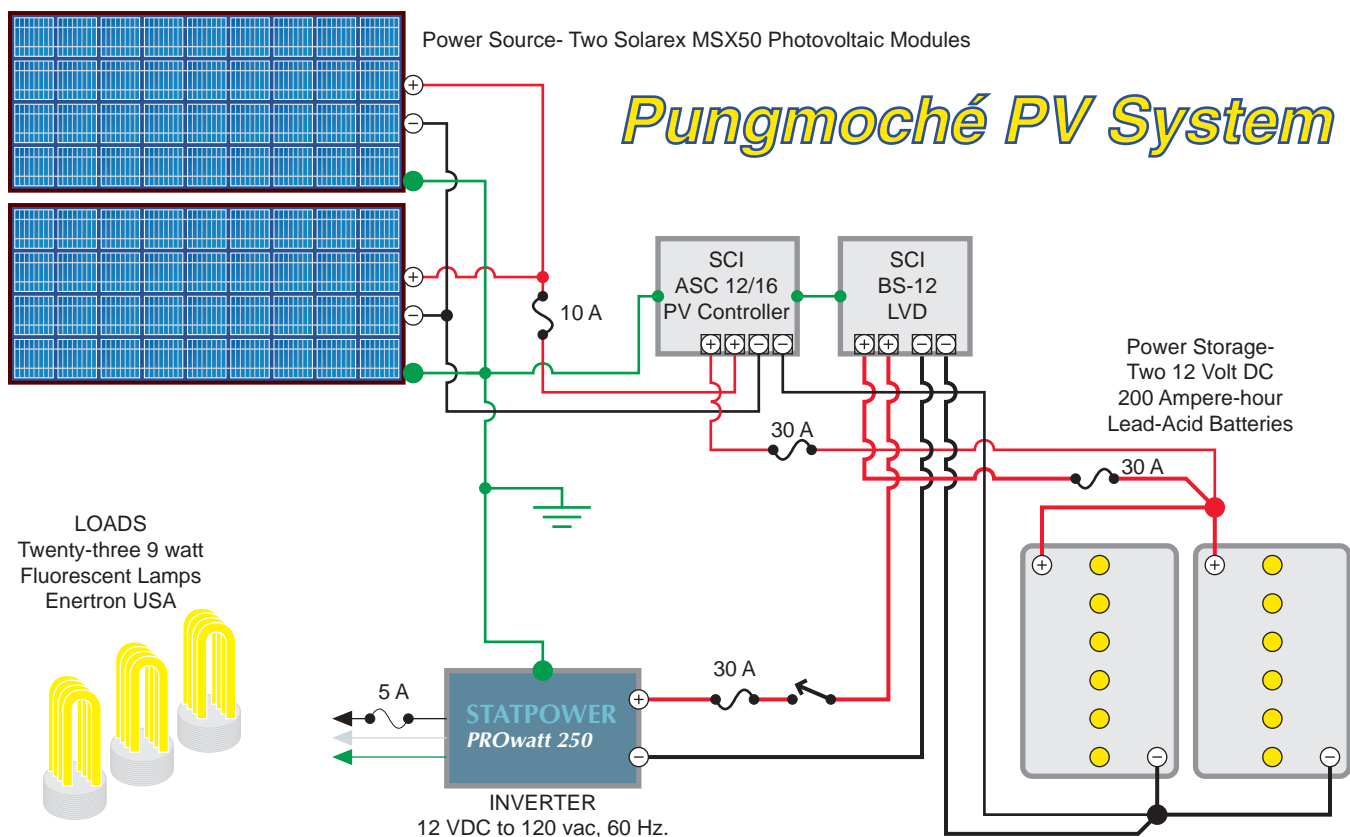 Power Source- Two Solarex MSX50 Photovoltaic Modules
Pungmoché PV System
+
−
+
−
10 A
SCI
ASC 12/16
PV Controller
+ + − −
SCI
BS-12
LVD
+ + − −
Power Storage-
Two 12 Volt DC
200 Ampere-hour
Lead-Acid Batteries
30 A
30 A
LOADS
Twenty-three 9 watt
Fluorescent Lamps
Enertron USA
+
+
30 A
5 A
STATPOWER
PROwatt 250
+
−
−
−
INVERTER
12 VDC to 120 vac, 60 Hz.